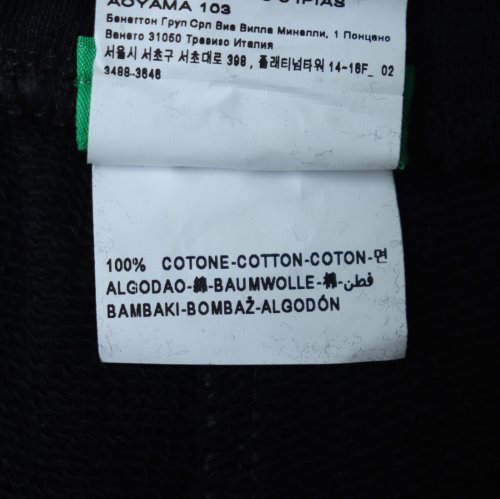 AOYAMA 103
Бенеттон Груп Срл Виа Вилла Минелли, 1 Понцано
Венето 31050 Тревизо Италия
서울시 서초구 서초대로 398, 플래티넘타워 14-16F_ 02
3488-3646
100% COTONE-COTTON-COTON-면
ALGODAO-綿-BAUMWOLLE-棉-قطن
BAMBAKI-BOMBAŽ-ALGODÓN